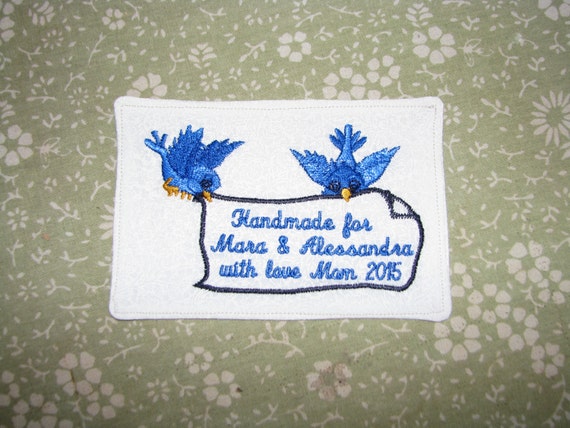 Handmade for
Mara & Alessandra
with love Mom 2015